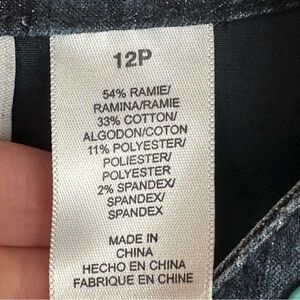 12P
54% RAMIE/
RAMINA/RAMIE
33% COTTON/
ALGODON/COTON
11% POLYESTER/
POLIESTER/
POLYESTER
2% SPANDEX/
SPANDEX/
SPANDEX
MADE IN
CHINA
HECHO EN CHINA
FABRIQUE EN CHINE